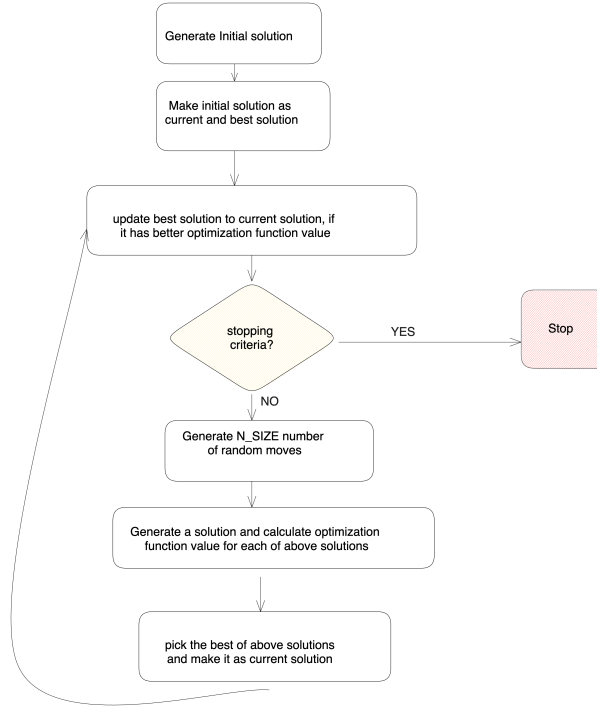 Generate Initial solution
Make initial solution as
current and best solution
update best solution to current solution, if
it has better optimization function value
stopping
criteria?
YES
Stop
NO
Generate N_SIZE number
of random moves
Generate a solution and calculate optimization
function value for each of above solutions
pick the best of above solutions
and make it as current solution